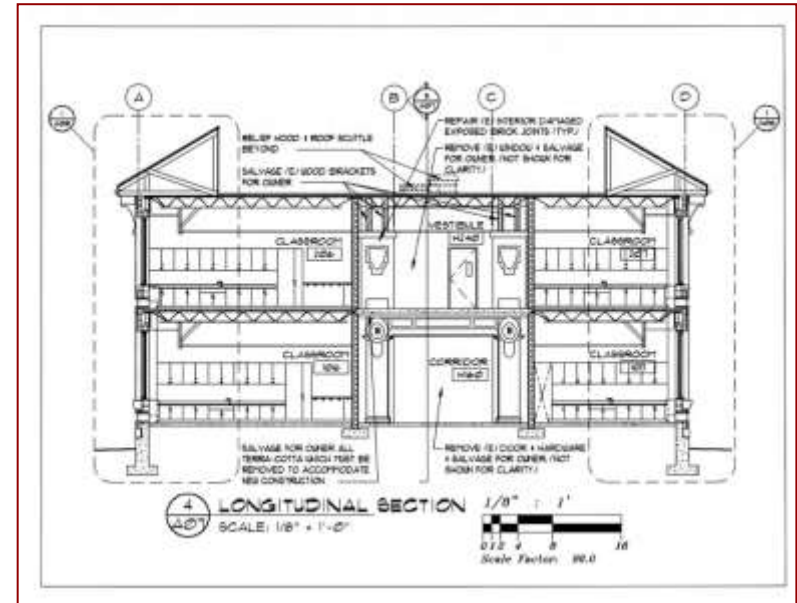 A
B
C
D
RELIEF HOOD & ROOF SCUTTLE
BEYOND
SALVAGE (E) WOOD BRACKETS
FOR OWNER
REPAIR (E) INTERIOR DAMAGED
EXPOSED BRICK JOINTS (TYP.)
REMOVE (E) WINDOW & SALVAGE
FOR OWNER. (NOT SHOWN FOR
CLARITY.)
CLASSROOM
VESTIBULE
CLASSROOM
CLASSROOM
106
CORRIDOR
H160
CLASSROOM
SALVAGE FOR OWNER ALL
TERRA-COTTA WHICH MUST BE
REMOVED TO ACCOMMODATE
NEW CONSTRUCTION
REMOVE (E) DOOR & HARDWARE
& SALVAGE FOR OWNER. (NOT
SHOWN FOR CLARITY.)
4
A07
LONGITUDINAL SECTION
SCALE: 1/8" = 1'-0"
1/8" : 1'
0 1 2 4 8 16
Scale Factor: 96.0